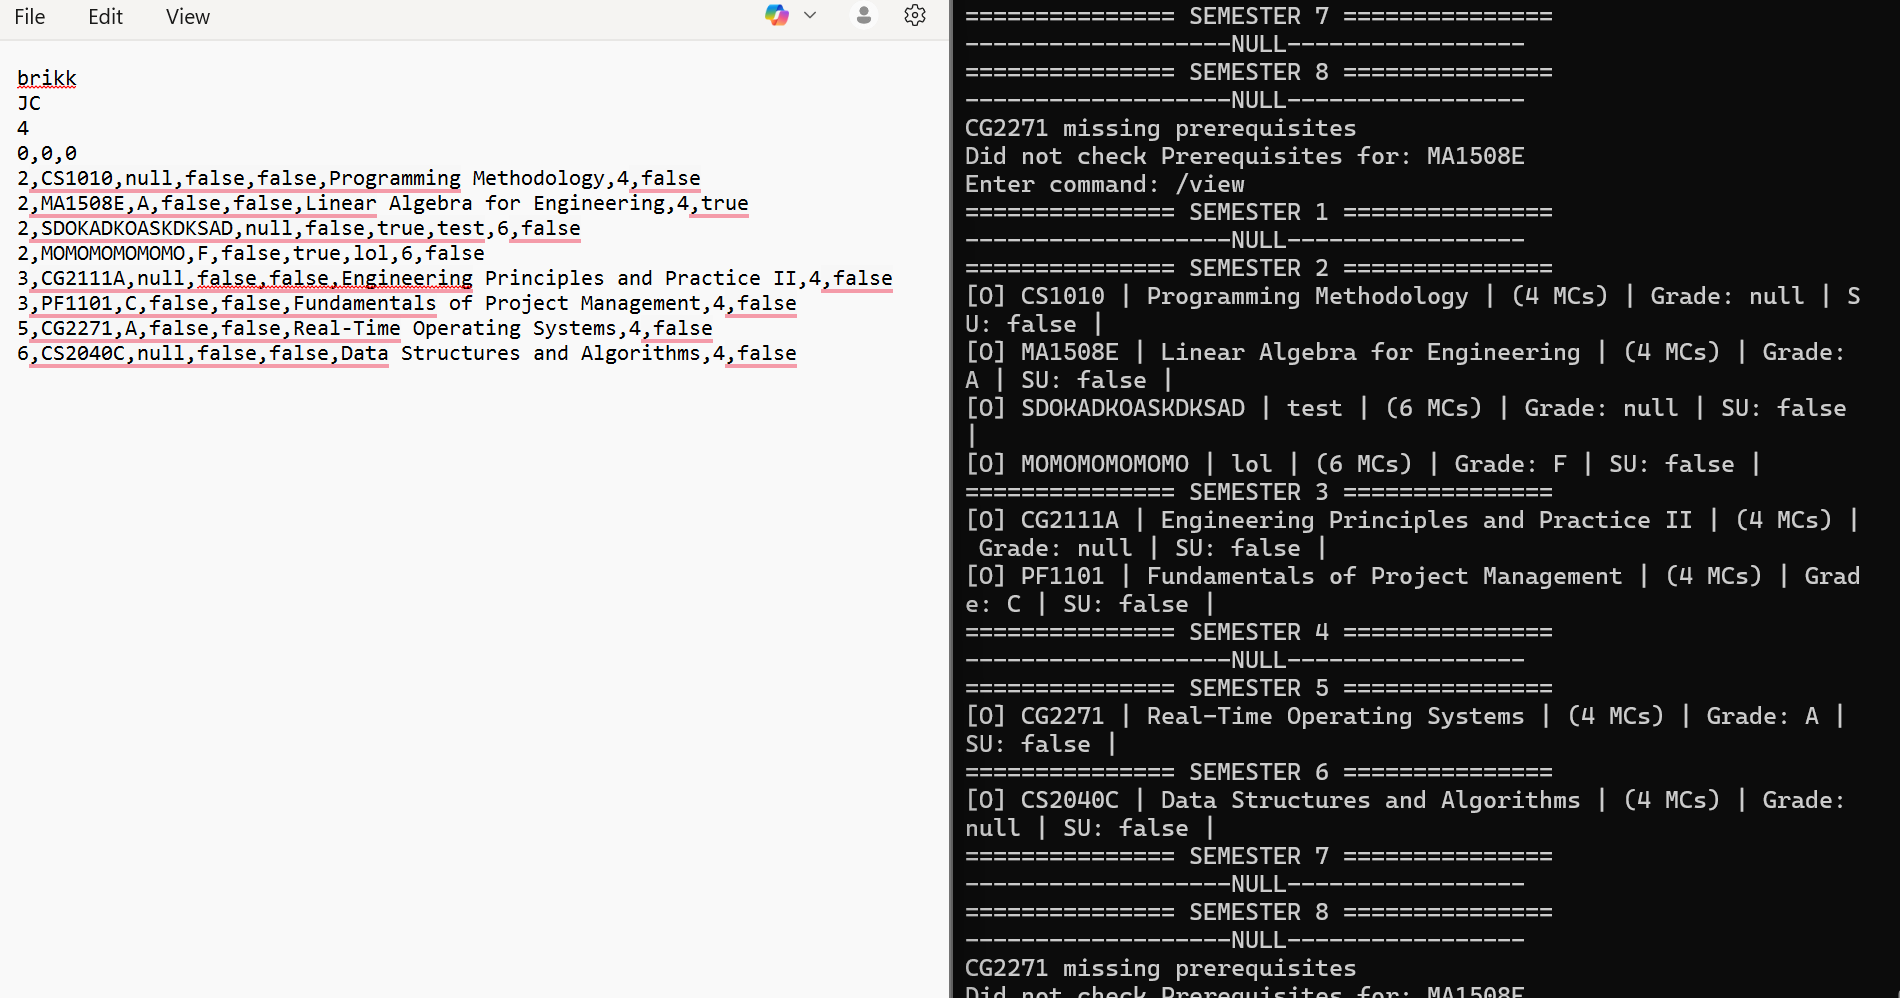 File Edit View
brikk
JC
4
0,0,0
2,CS1010,null,false,false,Programming Methodology,4,false
2,MA1508E,A,false,false,Linear Algebra for Engineering,4,true
2,SDOKADKOASKDKSAD,null,false,true,test,6,false
2,MOMOMOMOMOMO,F,false,true,lol,6,false
3,CG2111A,null,false,false,Engineering Principles and Practice II,4,false
3,PF1101,C,false,false,Fundamentals of Project Management,4,false
5,CG2271,A,false,false,Real-Time Operating Systems,4,false
6,CS2040C,null,false,false,Data Structures and Algorithms,4,false
=============== SEMESTER 7 ===============
-------------------NULL-----------------
=============== SEMESTER 8 ===============
-------------------NULL-----------------
CG2271 missing prerequisites
Did not check Prerequisites for: MA1508E
Enter command: /view
=============== SEMESTER 1 ===============
-------------------NULL-----------------
=============== SEMESTER 2 ===============
[O] CS1010 | Programming Methodology | (4 MCs) | Grade: null | S
U: false |
[O] MA1508E | Linear Algebra for Engineering | (4 MCs) | Grade:
A | SU: false |
[O] SDOKADKOASKDKSAD | test | (6 MCs) | Grade: null | SU: false
|
[O] MOMOMOMOMOMO | lol | (6 MCs) | Grade: F | SU: false |
=============== SEMESTER 3 ===============
[O] CG2111A | Engineering Principles and Practice II | (4 MCs) |
Grade: null | SU: false |
[O] PF1101 | Fundamentals of Project Management | (4 MCs) | Grad
e: C | SU: false |
=============== SEMESTER 4 ===============
-------------------NULL-----------------
=============== SEMESTER 5 ===============
[O] CG2271 | Real-Time Operating Systems | (4 MCs) | Grade: A |
SU: false |
=============== SEMESTER 6 ===============
[O] CS2040C | Data Structures and Algorithms | (4 MCs) | Grade:
null | SU: false |
=============== SEMESTER 7 ===============
-------------------NULL-----------------
=============== SEMESTER 8 ===============
-------------------NULL-----------------
CG2271 missing prerequisites
Did not check Prerequisites for: MA1508E